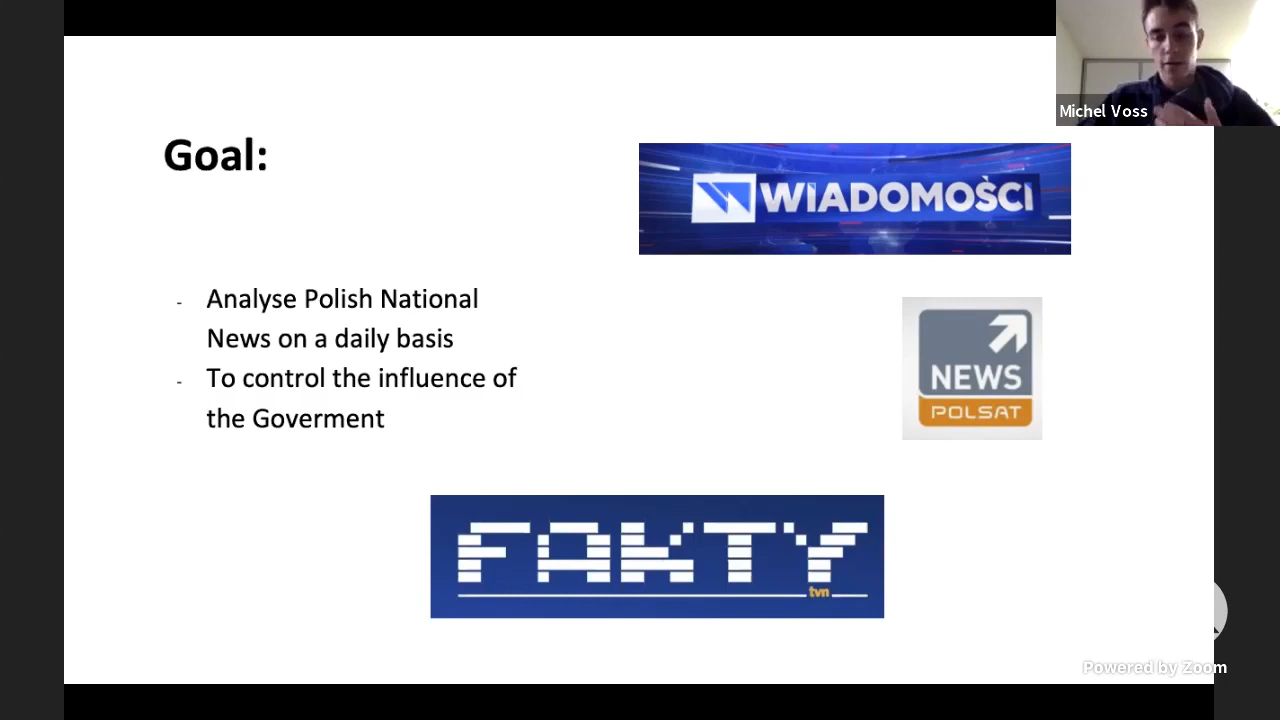 Michel Voss
Goal:
WIADOMOŚCI
- Analyse Polish National
News on a daily basis
- To control the influence of
the Goverment
NEWS
POLSAT
FAKTY
tvn
Powered by Zoom